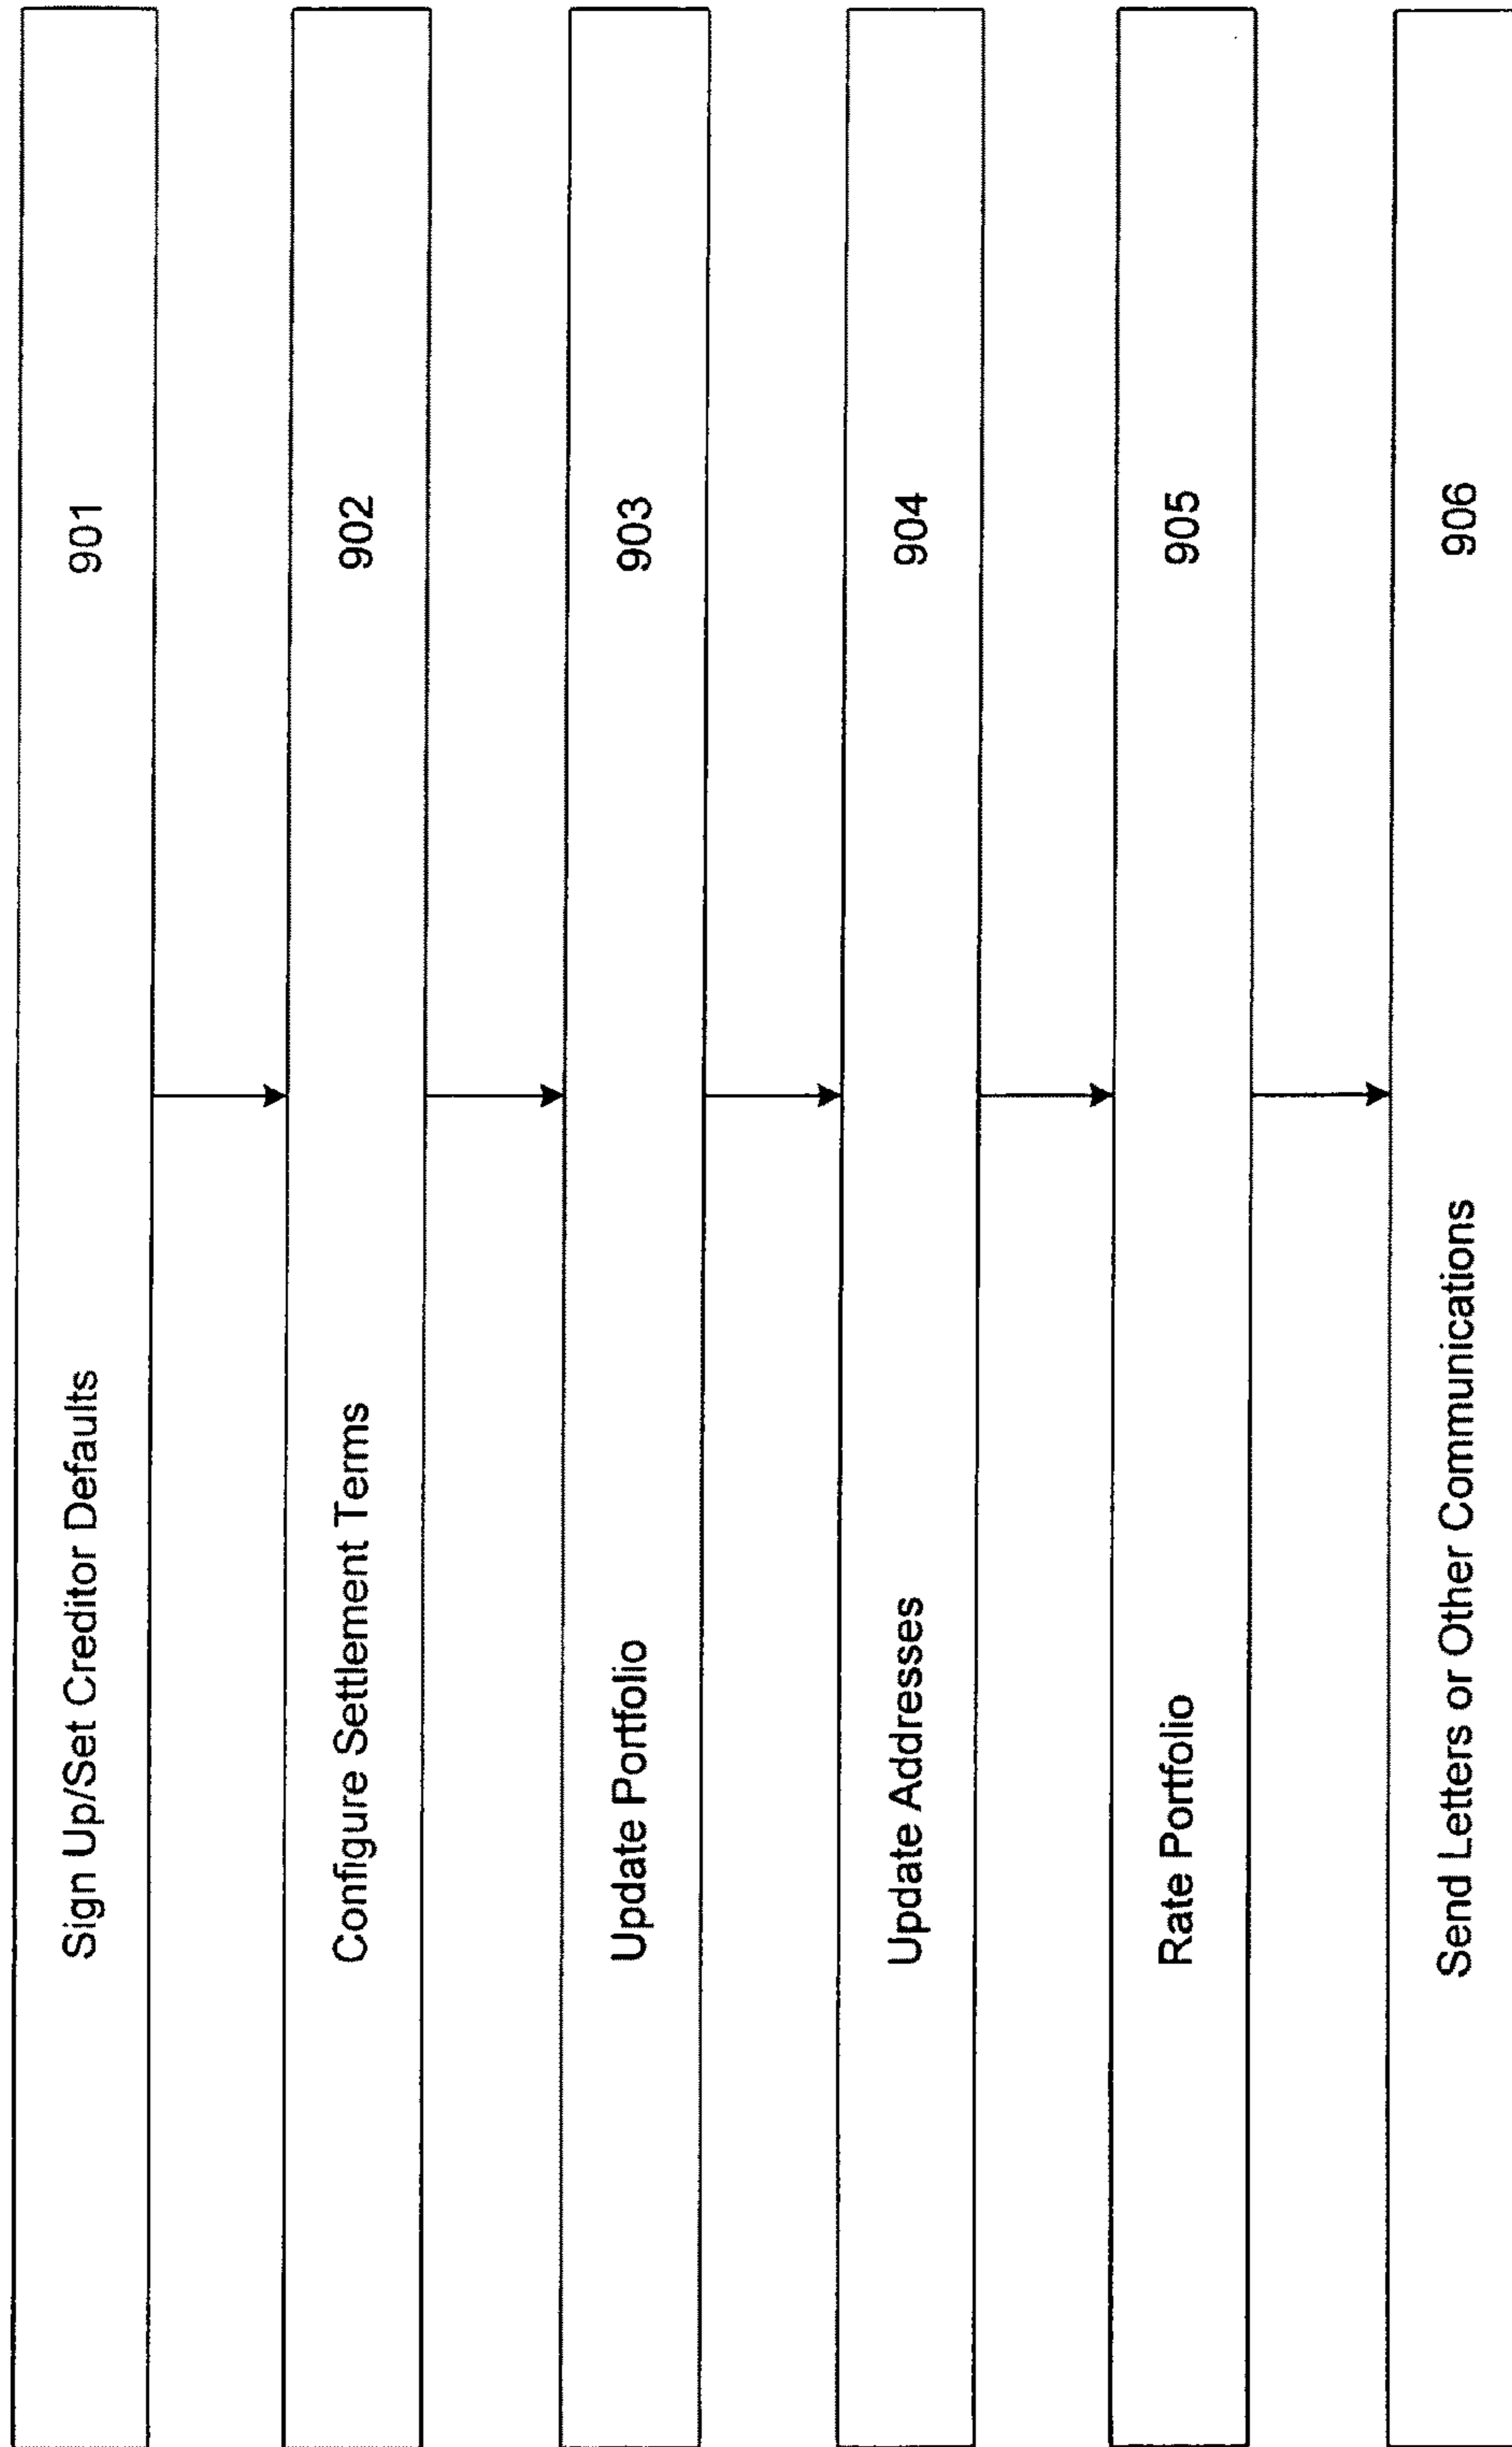 Sign Up/Set Creditor Defaults 901
Configure Settlement Terms 902
Update Portfolio 903
Update Addresses 904
Rate Portfolio 905
Send Letters or Other Communications 906